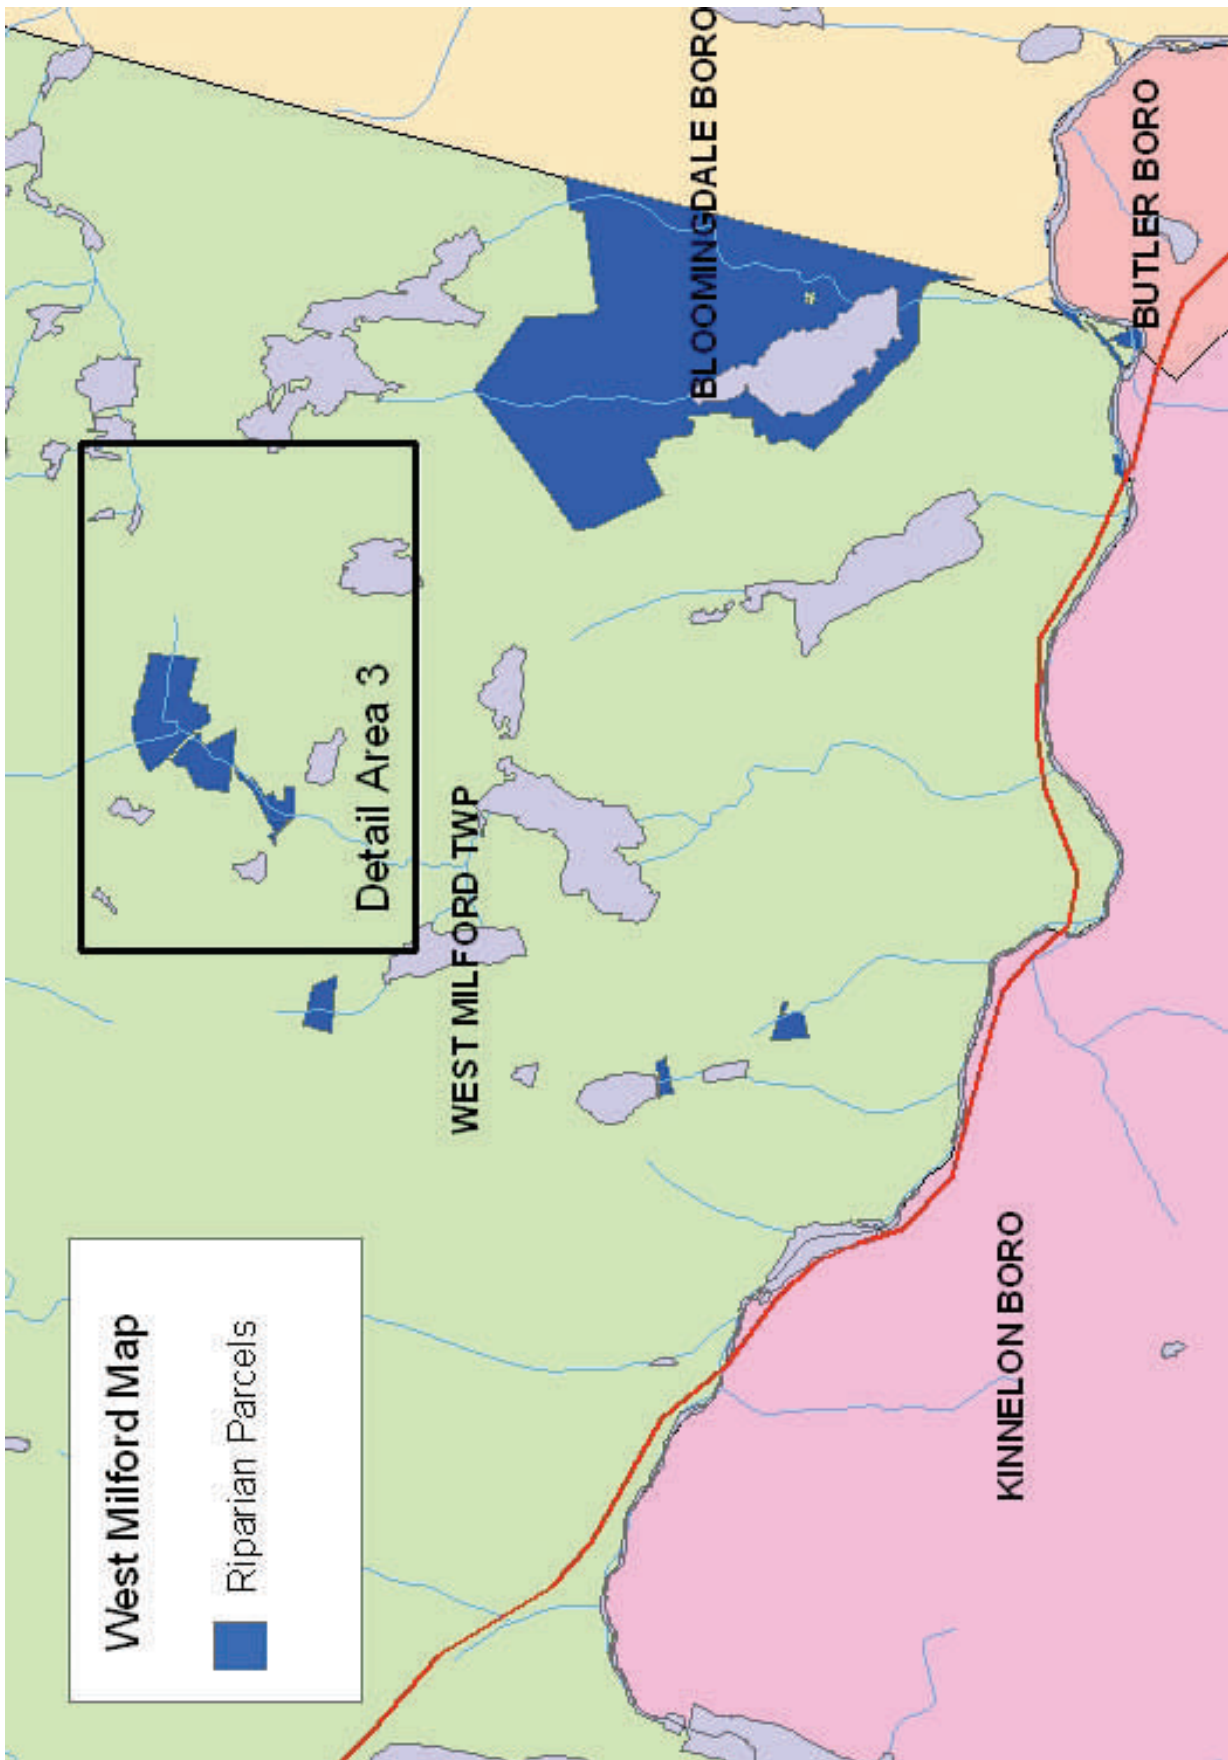 West Milford Map
Riparian Parcels
Detail Area 3
WEST MILFORD TWP
BLOOMINGDALE BORO
KINNELON BORO
BUTLER BORO